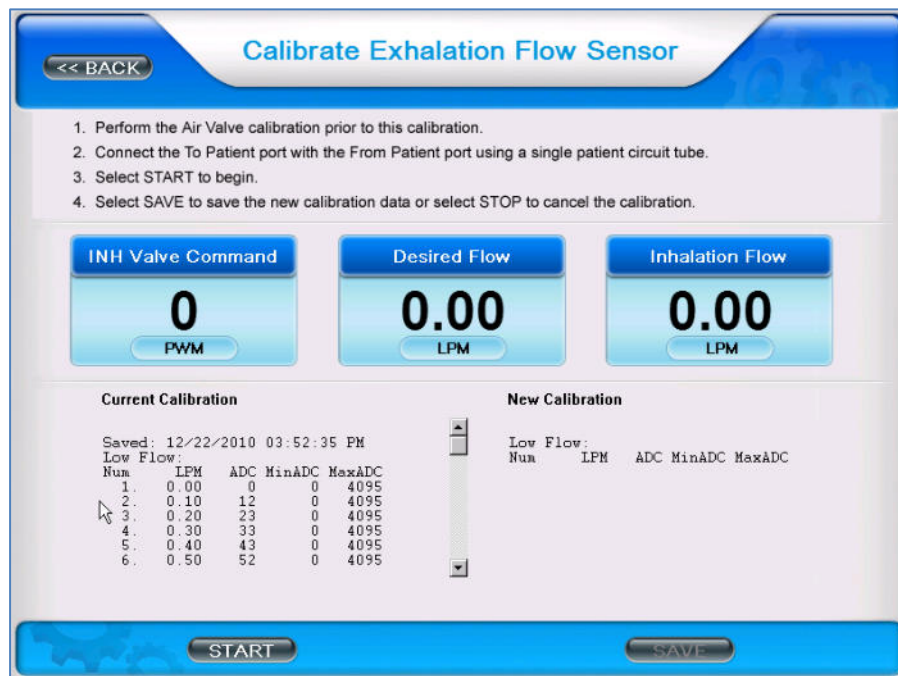 << BACK
Calibrate Exhalation Flow Sensor
1. Perform the Air Valve calibration prior to this calibration.
2. Connect the To Patient port with the From Patient port using a single patient circuit tube.
3. Select START to begin.
4. Select SAVE to save the new calibration data or select STOP to cancel the calibration.
INH Valve Command
0
PWM
Desired Flow
0.00
LPM
Inhalation Flow
0.00
LPM
Current Calibration
Saved: 12/22/2010 03:52:35 PM
Low Flow:
Num LPM ADC MinADC MaxADC
1. 0.00 0 0 4095
2. 0.10 12 0 4095
3. 0.20 23 0 4095
4. 0.30 33 0 4095
5. 0.40 43 0 4095
6. 0.50 52 0 4095
New Calibration
Low Flow:
Num LPM ADC MinADC MaxADC
START
SAVE